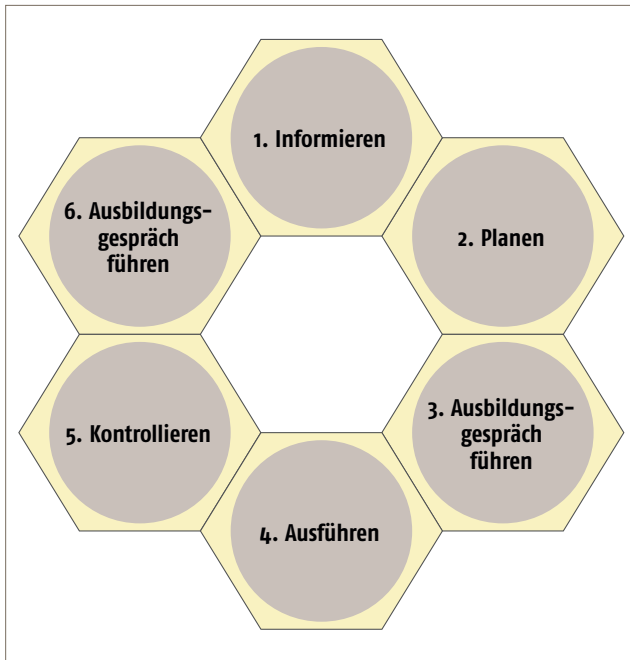 1. Informieren
2. Planen
3. Ausbildungs-
gespräch
führen
4. Ausführen
5. Kontrollieren
6. Ausbildungs-
gespräch
führen